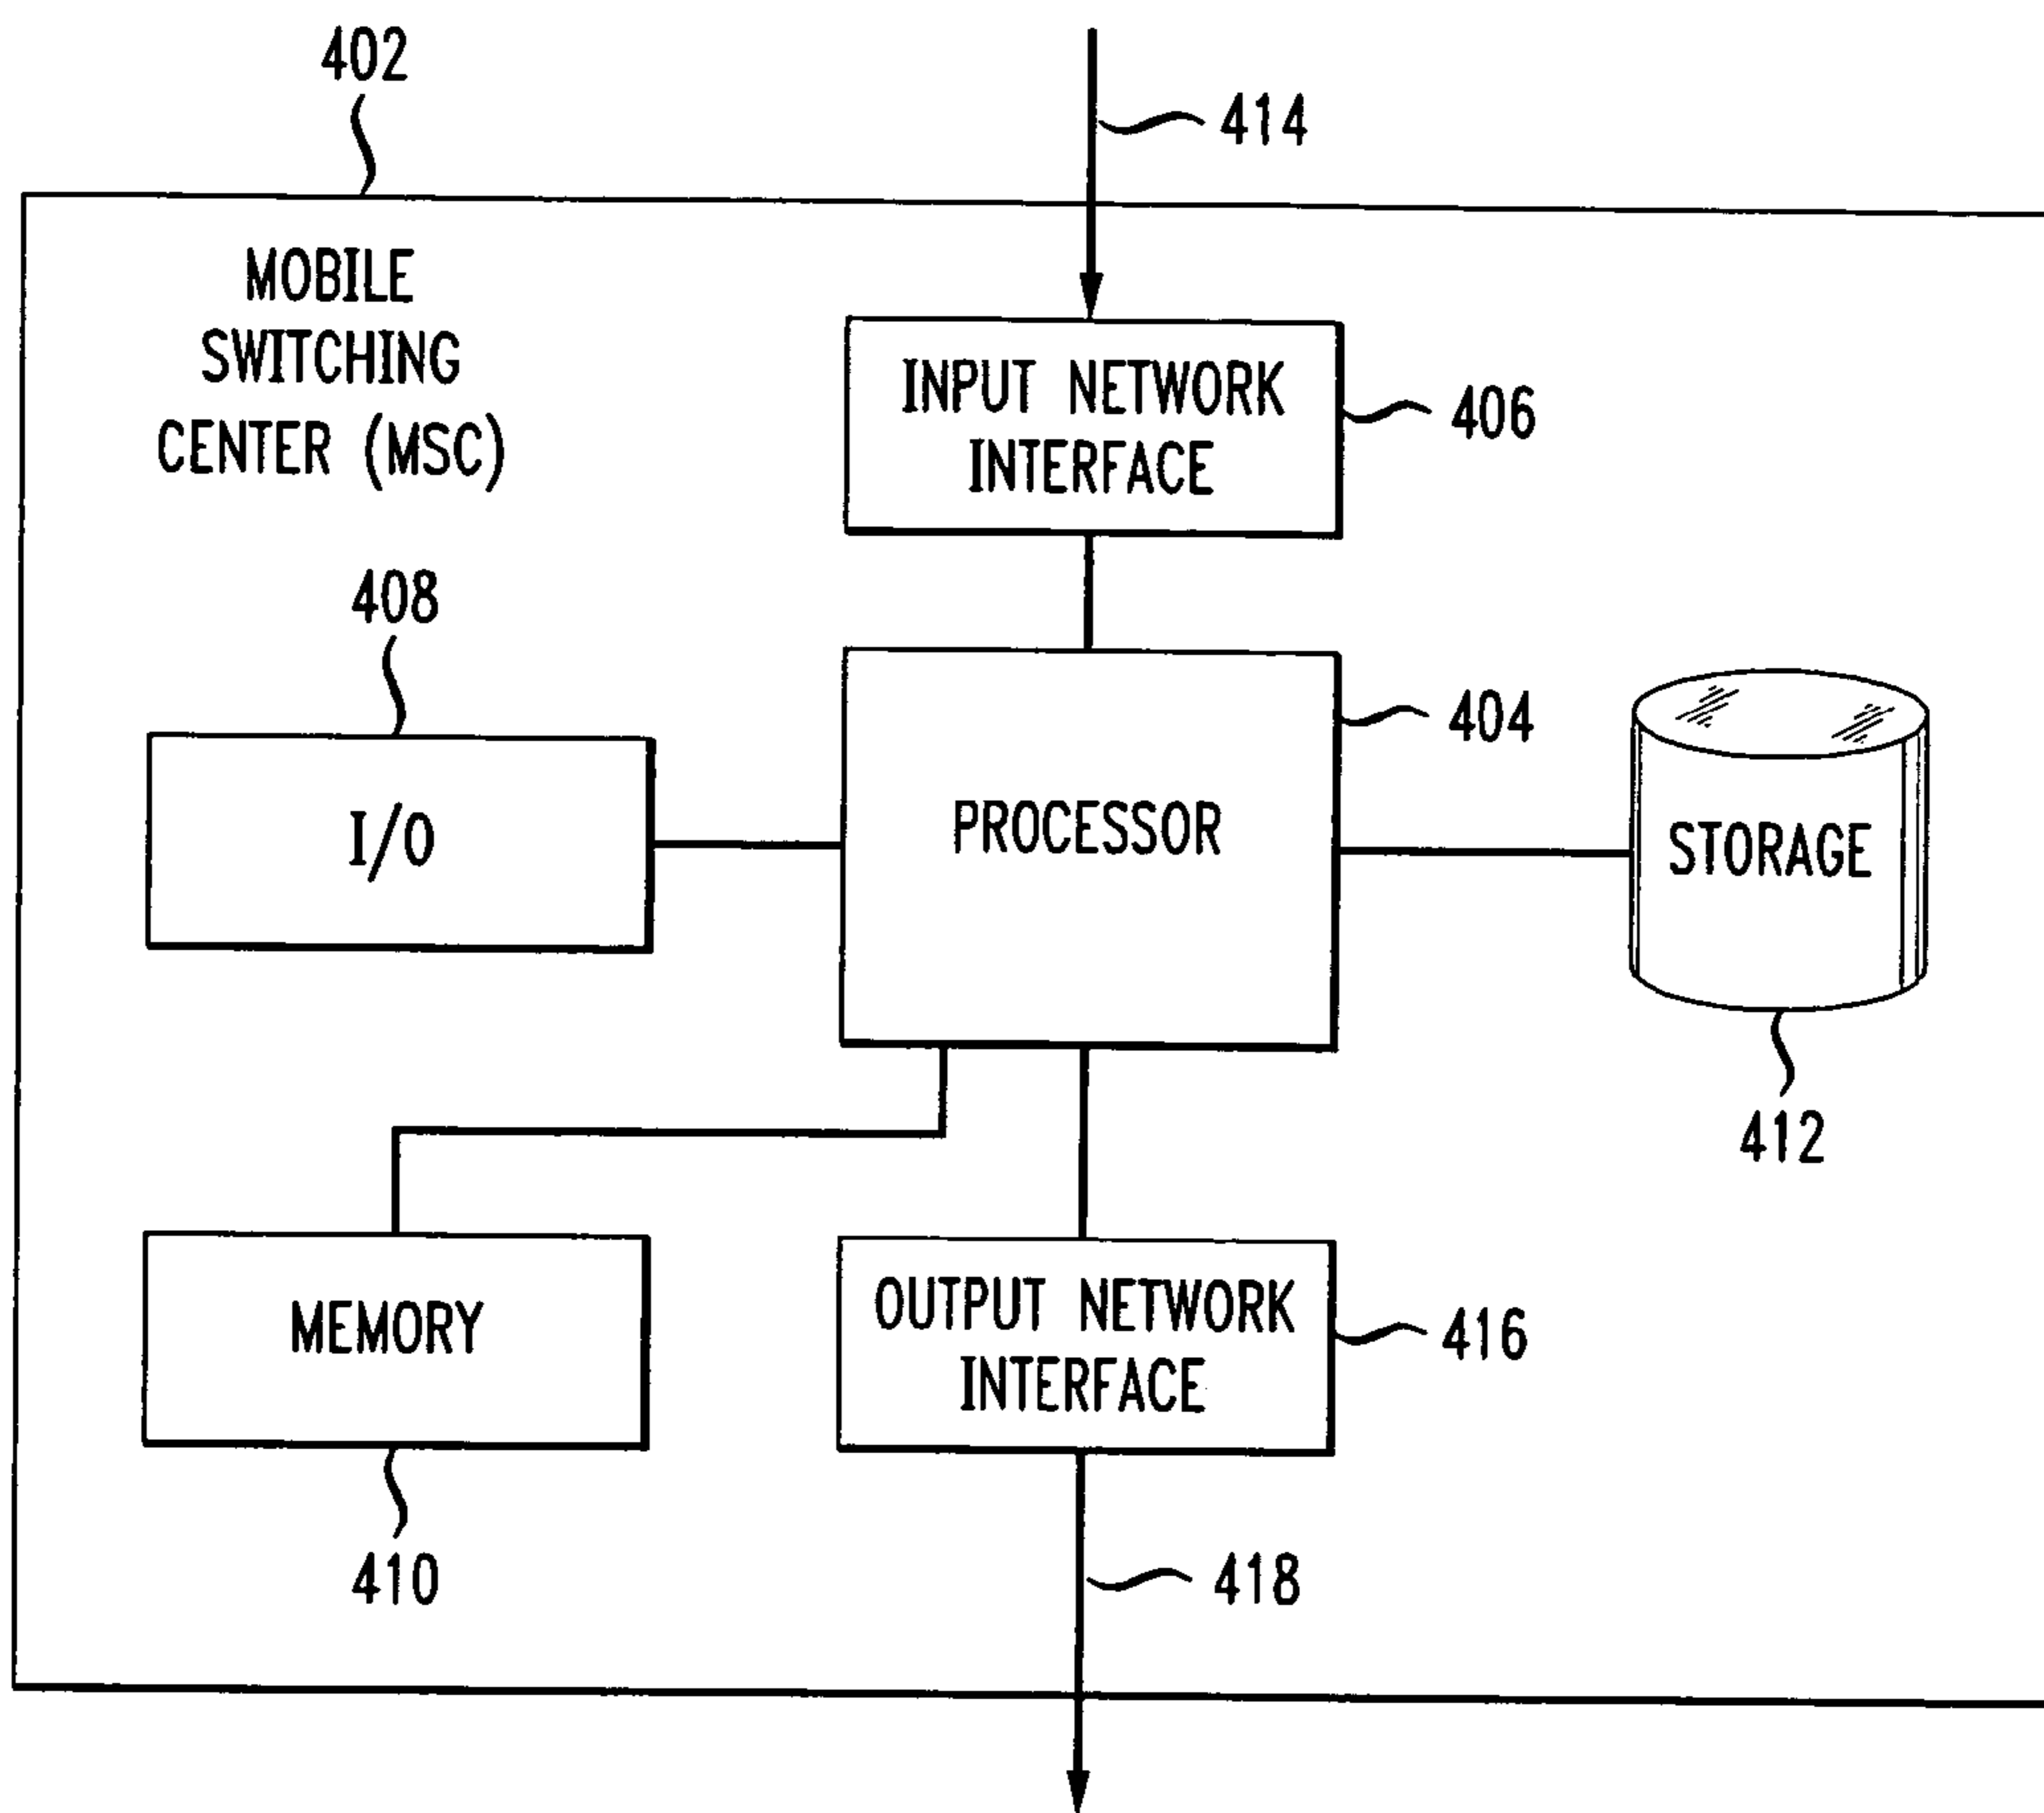 402
414
MOBILE
SWITCHING
CENTER (MSC)
INPUT NETWORK
INTERFACE
406
408
404
I/O
PROCESSOR
STORAGE
412
MEMORY
OUTPUT NETWORK
INTERFACE
416
410
418